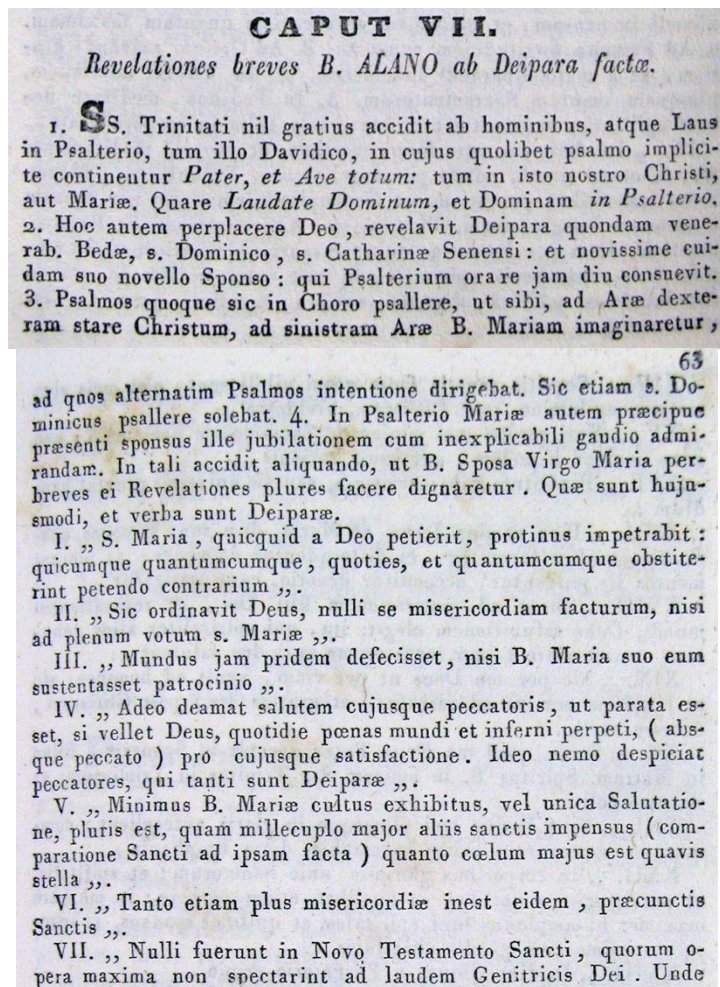 CAPUT VII.
Revelationes breves B. ALANO ab Deipara factæ.
1. SS. Trinitati nil gratius accidit ab hominibus, atque Laus
in Psalterio, tum illo Davidico, in cujus quolibet psalmo implici-
te continentur Pater, et Ave totum: tum in isto nostro Christi,
aut Mariæ. Quare Laudate Dominum, et Dominam in Psalterio.
2. Hoc autem perplacere Deo, revelavit Deipara quondam vene-
rab. Bedæ, s. Dominico, s. Catharinæ Senensi: et novissime cui-
dam suo novello Sponso: qui Psalterium orare jam diu consuevit.
3. Psalmos quoque sic in Choro psallere, ut sibi, ad Aræ dexte-
ram stare Christum, ad sinistram Aræ B. Mariam imaginaretur,
63
ad quos alternatim Psalmos intentione dirigebat. Sic etiam s. Do-
minicus psallere solebat. 4. In Psalterio Mariæ autem præcipue
præsenti sponsus ille jubilationem cum inexplicabili gaudio admi-
randam. In tali accidit aliquando, ut B. Sposa Virgo Maria per-
breves ei Revelationes plures facere dignaretur. Quæ sunt huju-
smodi, et verba sunt Deiparæ.
I. ,, S. Maria, quicquid a Deo petierit, protinus impetrabit:
quicumque quantumcumque, quoties, et quantumcumque obstite-
rint petendo contrarium ,,.
II. ,, Sic ordinavit Deus, nulli se misericordiam facturum, nisi
ad plenum votum s. Mariæ ,,.
III. ,, Mundus jam pridem defecisset, nisi B. Maria suo eum
sustentasset patrocinio ,,.
IV. ,, Adeo deamat salutem cujusque peccatoris, ut parata es-
set, si vellet Deus, quotidie pœnas mundi et inferni perpeti, ( abs-
que peccato ) pro cujusque satisfactione. Ideo nemo despiciat
peccatores, qui tanti sunt Deiparæ ,,.
V. ,, Minimus B. Mariæ cultus exhibitus, vel unica Salutatio-
ne, pluris est, quam millecuplo major aliis sanctis impensus ( com-
paratione Sancti ad ipsam facta ) quanto cœlum majus est quavis
stella ,,.
VI. ,, Tanto etiam plus misericordiæ inest eidem, præcunctis
Sanctis ,,.
VII. ,, Nulli fuerunt in Novo Testamento Sancti, quorum o-
pera maxima non spectarint ad laudem Genitricis Dei. Unde